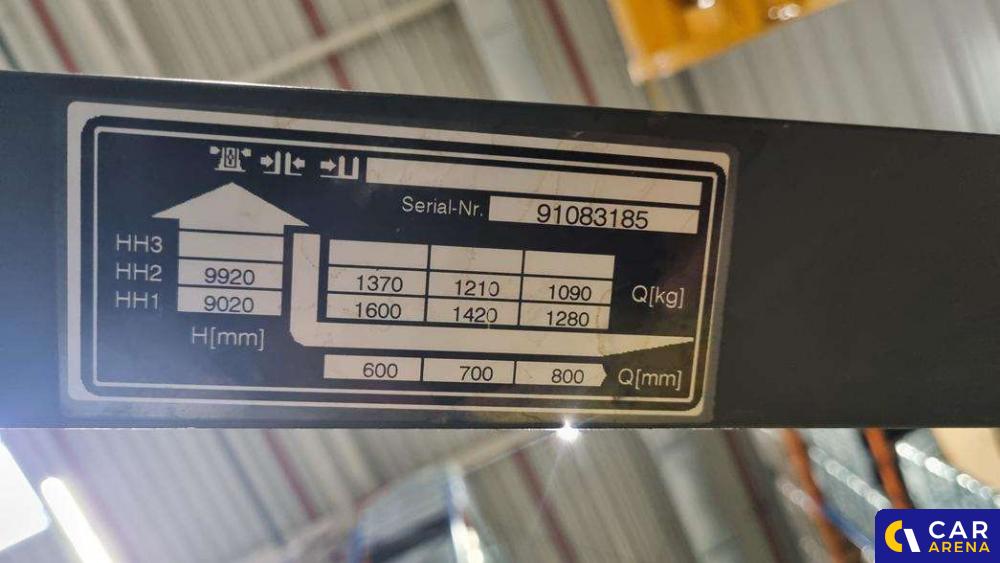 Serial-Nr. 91083185
HH3
HH2 9920 1370 1210 1090 Q[kg]
HH1 9020 1600 1420 1280
H[mm]
600 700 800 Q[mm]
CAR
ARENA